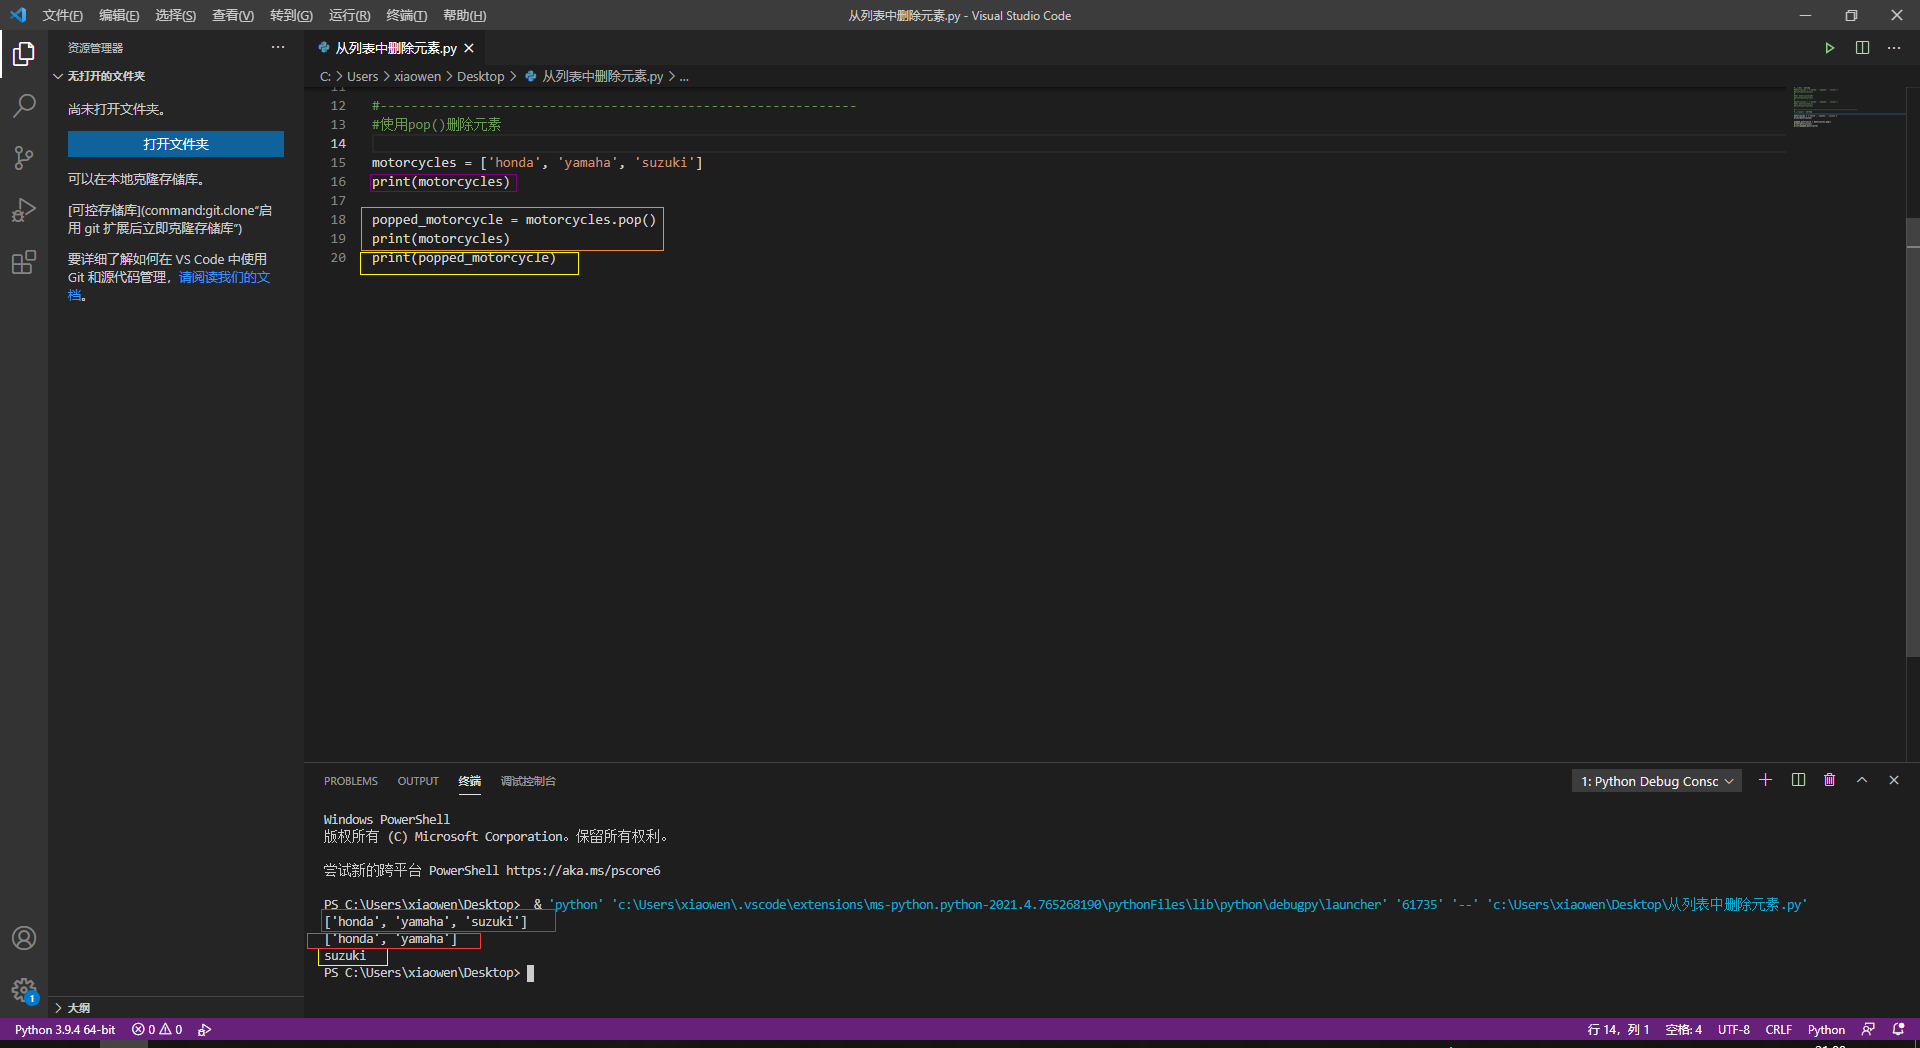 文件(F) 编辑(E) 选择(S) 查看(V) 转到(G) 运行(R) 终端(T) 帮助(H)
从列表中删除元素.py - Visual Studio Code
资源管理器
无打开的文件夹
尚未打开文件夹。
打开文件夹
可以在本地克隆存储库。
[可控存储库](command:git.clone“启
用 git 扩展后立即克隆存储库”)
要详细了解如何在 VS Code 中使用
Git 和源代码管理，请阅读我们的文
档。
大纲
从列表中删除元素.py
C: > Users > xiaowen > Desktop > 从列表中删除元素.py > ...
11
12 #--------------------------------------------------------------
13 #使用pop()删除元素
14
15 motorcycles = ['honda', 'yamaha', 'suzuki']
16 print(motorcycles)
17
18 popped_motorcycle = motorcycles.pop()
19 print(motorcycles)
20 print(popped_motorcycle)
PROBLEMS OUTPUT 终端 调试控制台
1: Python Debug Consc
Windows PowerShell
版权所有 (C) Microsoft Corporation。保留所有权利。
尝试新的跨平台 PowerShell https://aka.ms/pscore6
PS C:\Users\xiaowen\Desktop>  & 'python' 'c:\Users\xiaowen\.vscode\extensions\ms-python.python-2021.4.765268190\pythonFiles\lib\python\debugpy\launcher' '61735' '--' 'c:\Users\xiaowen\Desktop\从列表中删除元素.py'
['honda', 'yamaha', 'suzuki']
['honda', 'yamaha']
suzuki
PS C:\Users\xiaowen\Desktop>
1
Python 3.9.4 64-bit 0 0
行 14，列 1 空格: 4 UTF-8 CRLF Python